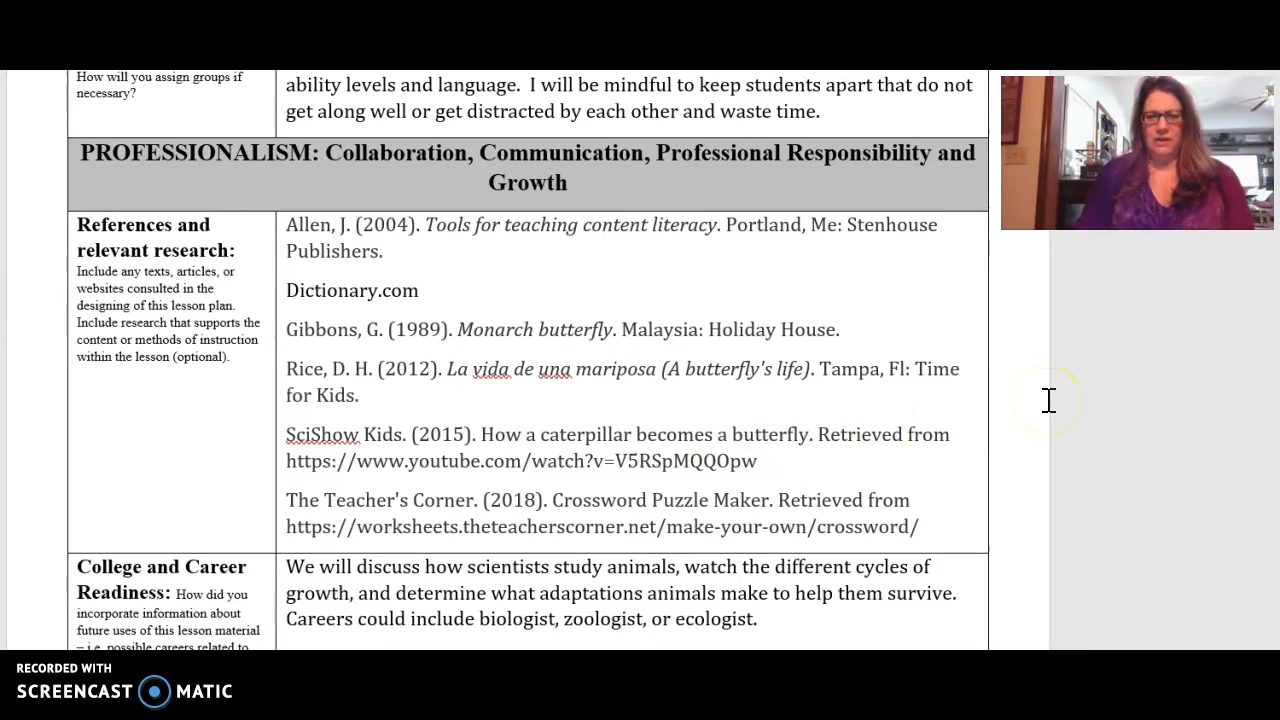 How will you assign groups if
necessary?
ability levels and language.  I will be mindful to keep students apart that do not
get along well or get distracted by each other and waste time.
PROFESSIONALISM: Collaboration, Communication, Professional Responsibility and
Growth
References and
relevant research:
Include any texts, articles, or
websites consulted in the
designing of this lesson plan.
Include research that supports the
content or methods of instruction
within the lesson (optional).
Allen, J. (2004). Tools for teaching content literacy. Portland, Me: Stenhouse
Publishers.
Dictionary.com
Gibbons, G. (1989). Monarch butterfly. Malaysia: Holiday House.
Rice, D. H. (2012). La vida de una mariposa (A butterfly's life). Tampa, Fl: Time
for Kids.
SciShow Kids. (2015). How a caterpillar becomes a butterfly. Retrieved from
https://www.youtube.com/watch?v=V5RSpMQQOpw
The Teacher's Corner. (2018). Crossword Puzzle Maker. Retrieved from
https://worksheets.theteacherscorner.net/make-your-own/crossword/
College and Career
Readiness: How did you
incorporate information about
future uses of this lesson material
– i.e. possible careers related to
We will discuss how scientists study animals, watch the different cycles of
growth, and determine what adaptations animals make to help them survive.
Careers could include biologist, zoologist, or ecologist.
RECORDED WITH
SCREENCAST MATIC